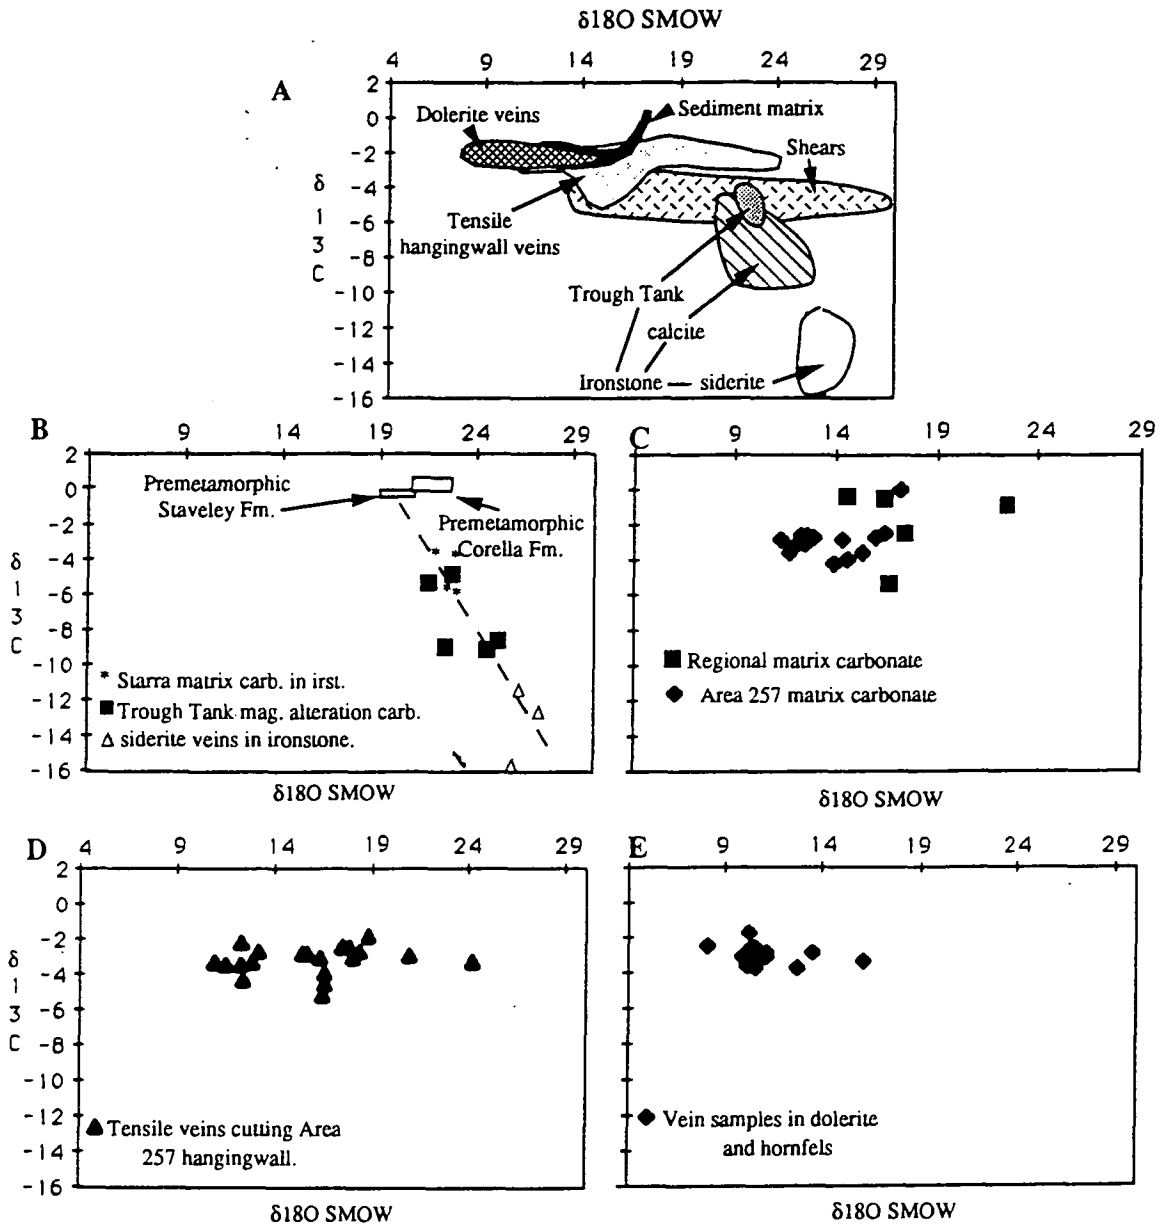 δ18O SMOW
4 9 14 19 24 29
A
2
0
-2
-4
-6
-8
-10
-12
-14
-16
δ
1
3
C
Dolerite veins
Sediment matrix
Shears
Tensile
hangingwall veins
Trough Tank
calcite
Ironstone — siderite
B
9 14 19 24 29
2
0
-2
-4
-6
-8
-10
-12
-14
-16
δ
1
3
C
Premetamorphic
Staveley Fm.
Premetamorphic
Corella Fm.
* Starra matrix carb. in irst.
Trough Tank mag. alteration carb.
siderite veins in ironstone.
δ18O SMOW
C
9 14 19 24 29
Regional matrix carbonate
Area 257 matrix carbonate
δ18O SMOW
D
4 9 14 19 24 29
2
0
-2
-4
-6
-8
-10
-12
-14
-16
δ
1
3
C
Tensile veins cutting Area
257 hangingwall.
δ18O SMOW
E
9 14 19 24 29
Vein samples in dolerite
and hornfels
δ18O SMOW